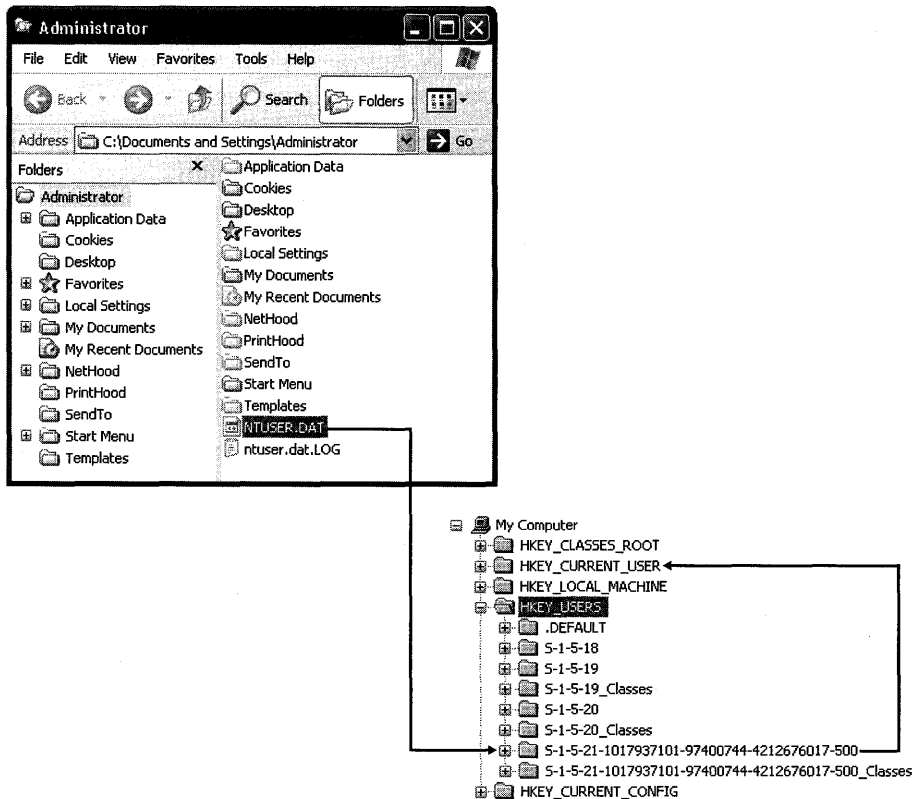 Administrator
File Edit View Favorites Tools Help
Back Search Folders
Address C:\Documents and Settings\Administrator Go
Folders
Administrator
Application Data
Cookies
Desktop
Favorites
Local Settings
My Documents
My Recent Documents
NetHood
PrintHood
SendTo
Start Menu
Templates
Application Data
Cookies
Desktop
Favorites
Local Settings
My Documents
My Recent Documents
NetHood
PrintHood
SendTo
Start Menu
Templates
NTUSER.DAT
ntuser.dat.LOG
My Computer
HKEY_CLASSES_ROOT
HKEY_CURRENT_USER
HKEY_LOCAL_MACHINE
HKEY_USERS
.DEFAULT
S-1-5-18
S-1-5-19
S-1-5-19_Classes
S-1-5-20
S-1-5-20_Classes
S-1-5-21-1017937101-97400744-4212676017-500
S-1-5-21-1017937101-97400744-4212676017-500_Classes
HKEY_CURRENT_CONFIG